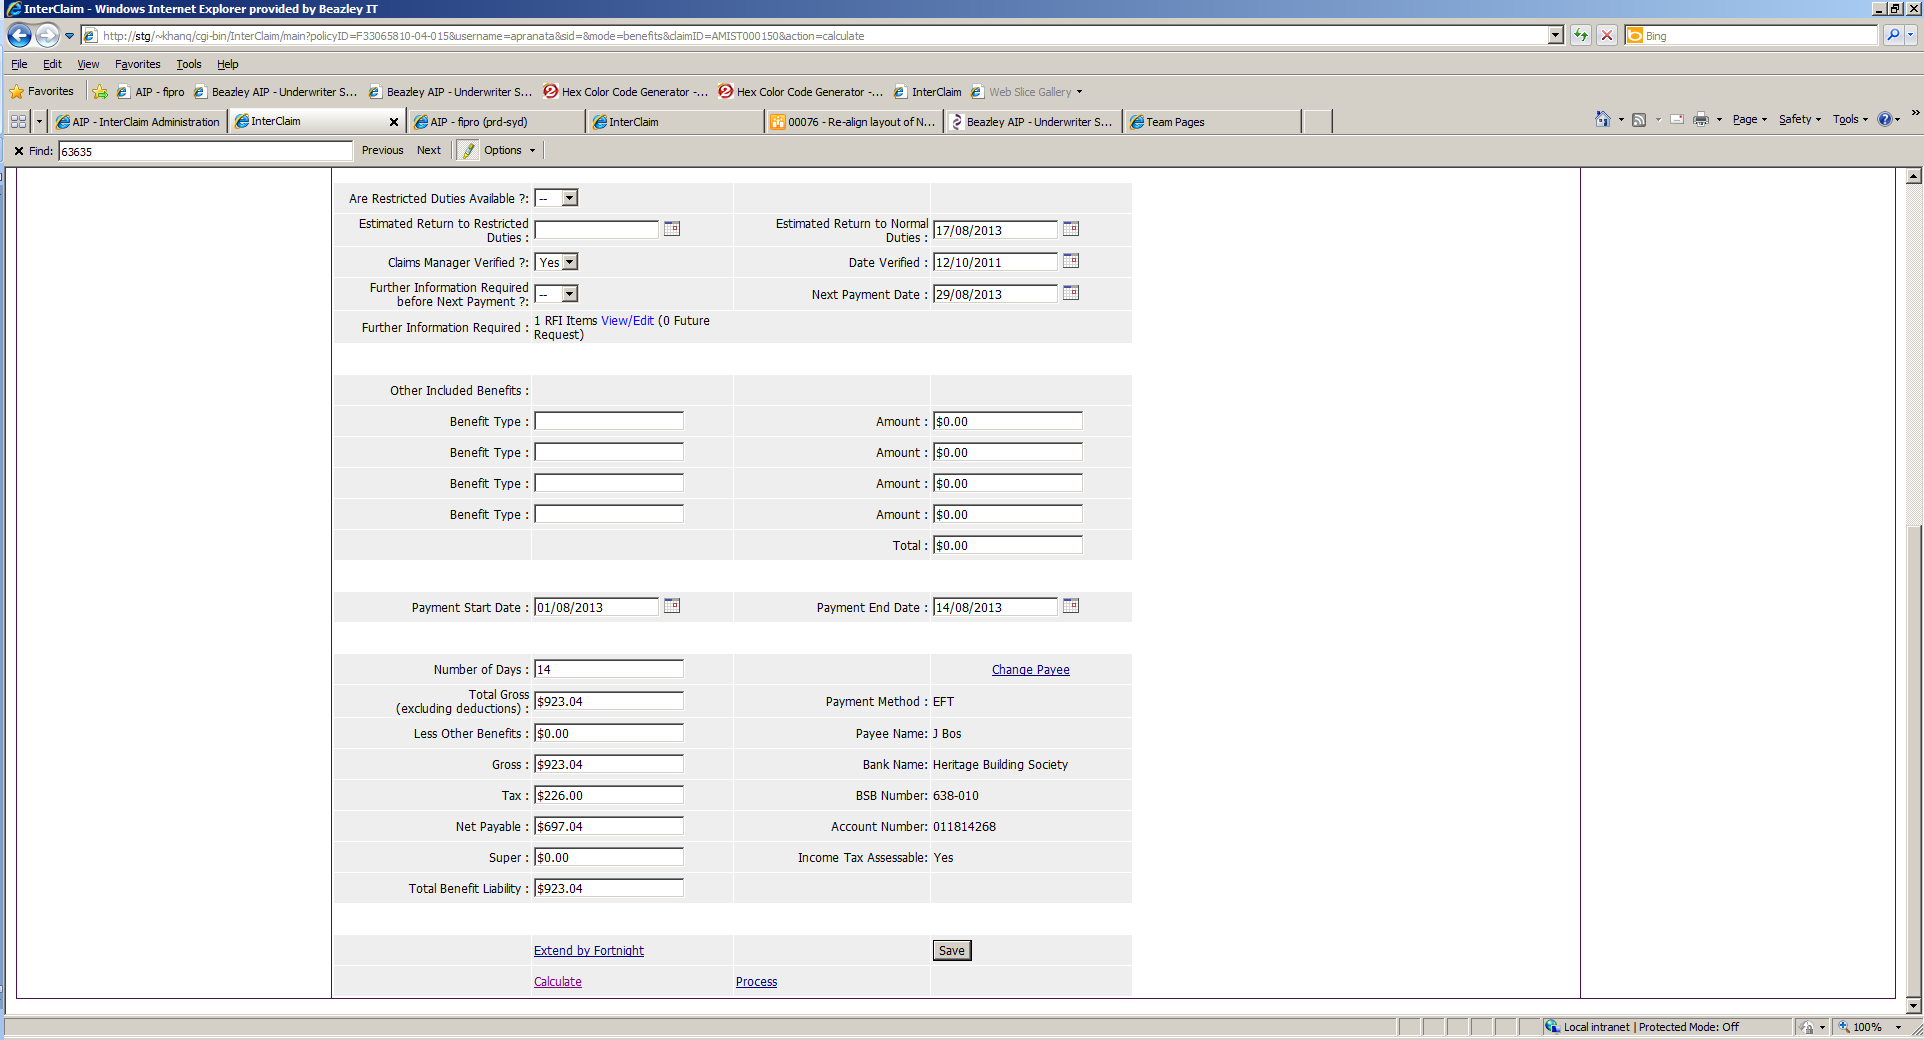 InterClaim - Windows Internet Explorer provided by Beazley IT
http://stg/~khanq/cgi-bin/InterClaim/main?policyID=F33065810-04-015&username=apranata&sid=&mode=benefits&claimID=AMIST000150&action=calculate
Bing
File Edit View Favorites Tools Help
Favorites AIP - fipro Beazley AIP - Underwriter S... Beazley AIP - Underwriter S... Hex Color Code Generator -... Hex Color Code Generator -... InterClaim Web Slice Gallery
AIP - InterClaim Administration InterClaim AIP - fipro (prd-syd) InterClaim 00076 - Re-align layout of N... Beazley AIP - Underwriter S... Team Pages Page Safety Tools
Find: 63635 Previous Next Options
Are Restricted Duties Available ?: --
Estimated Return to Restricted Duties : Estimated Return to Normal Duties : 17/08/2013
Claims Manager Verified ?: Yes Date Verified : 12/10/2011
Further Information Required before Next Payment ?: -- Next Payment Date : 29/08/2013
Further Information Required : 1 RFI Items View/Edit (0 Future Request)
Other Included Benefits :
Benefit Type : Amount : $0.00
Benefit Type : Amount : $0.00
Benefit Type : Amount : $0.00
Benefit Type : Amount : $0.00
Total : $0.00
Payment Start Date : 01/08/2013 Payment End Date : 14/08/2013
Number of Days : 14 Change Payee
Total Gross (excluding deductions) : $923.04 Payment Method : EFT
Less Other Benefits : $0.00 Payee Name: J Bos
Gross : $923.04 Bank Name: Heritage Building Society
Tax : $226.00 BSB Number: 638-010
Net Payable : $697.04 Account Number: 011814268
Super : $0.00 Income Tax Assessable: Yes
Total Benefit Liability : $923.04
Extend by Fortnight Save
Calculate Process
Local intranet | Protected Mode: Off 100%